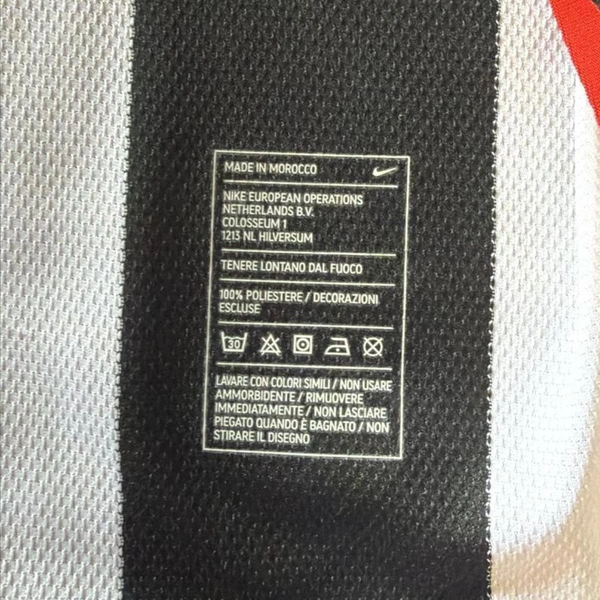 MADE IN MOROCCO
NIKE EUROPEAN OPERATIONS
NETHERLANDS B.V.
COLOSSEUM 1
1213 NL HILVERSUM
TENERE LONTANO DAL FUOCO
100% POLIESTERE / DECORAZIONI
ESCLUSE
30
LAVARE CON COLORI SIMILI / NON USARE
AMMORBIDENTE / RIMUOVERE
IMMEDIATAMENTE / NON LASCIARE
PIEGATO QUANDO È BAGNATO / NON
STIRARE IL DISEGNO